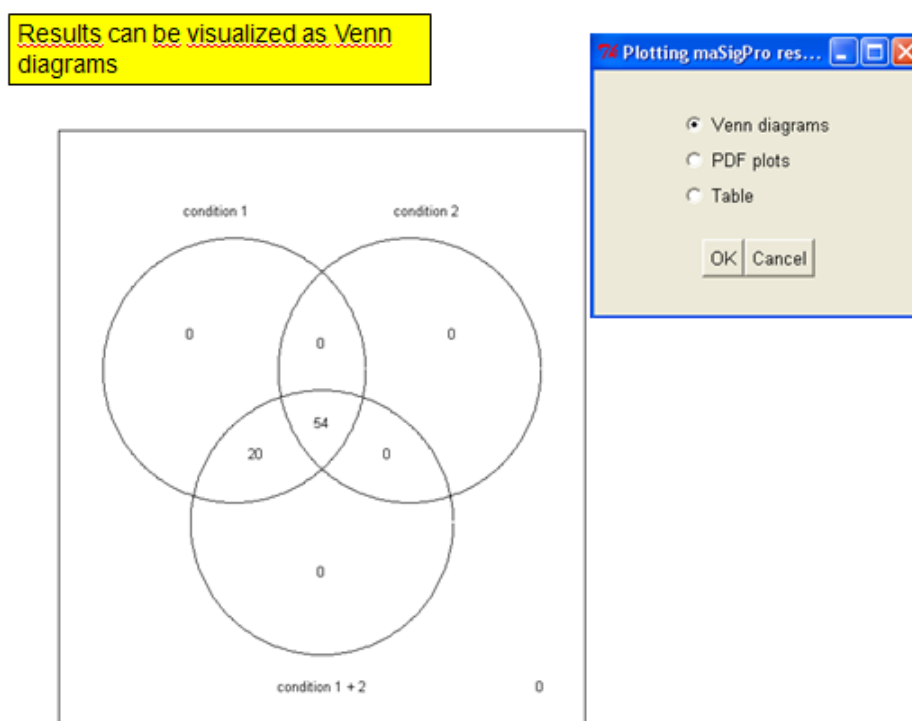 Results can be visualized as Venn
diagrams
Plotting maSigPro res...
Venn diagrams
PDF plots
Table
OK Cancel
condition 1 condition 2
0 0 0
54
20 0
0
condition 1 + 2 0